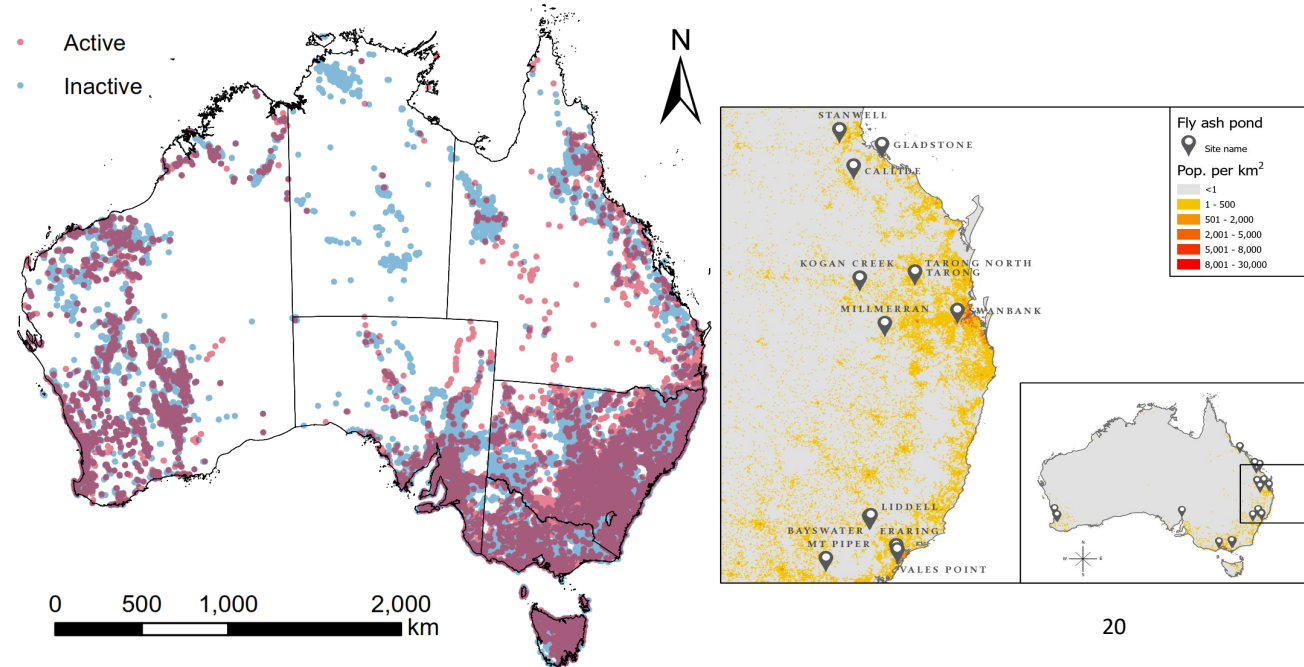 Active
Inactive
N
0 500 1,000 2,000
km
STANWELL
GLADSTONE
CALLIDE
KOGAN CREEK
TARONG NORTH
TARONG
SWANBANK
MILLMERRAN
LIDDELL
BAYSWATER
ERARING
MT PIPER
VALES POINT
Fly ash pond
Site name
Pop. per km²
<1
1 - 500
501 - 2,000
2,001 - 5,000
5,001 - 8,000
8,001 - 30,000
20